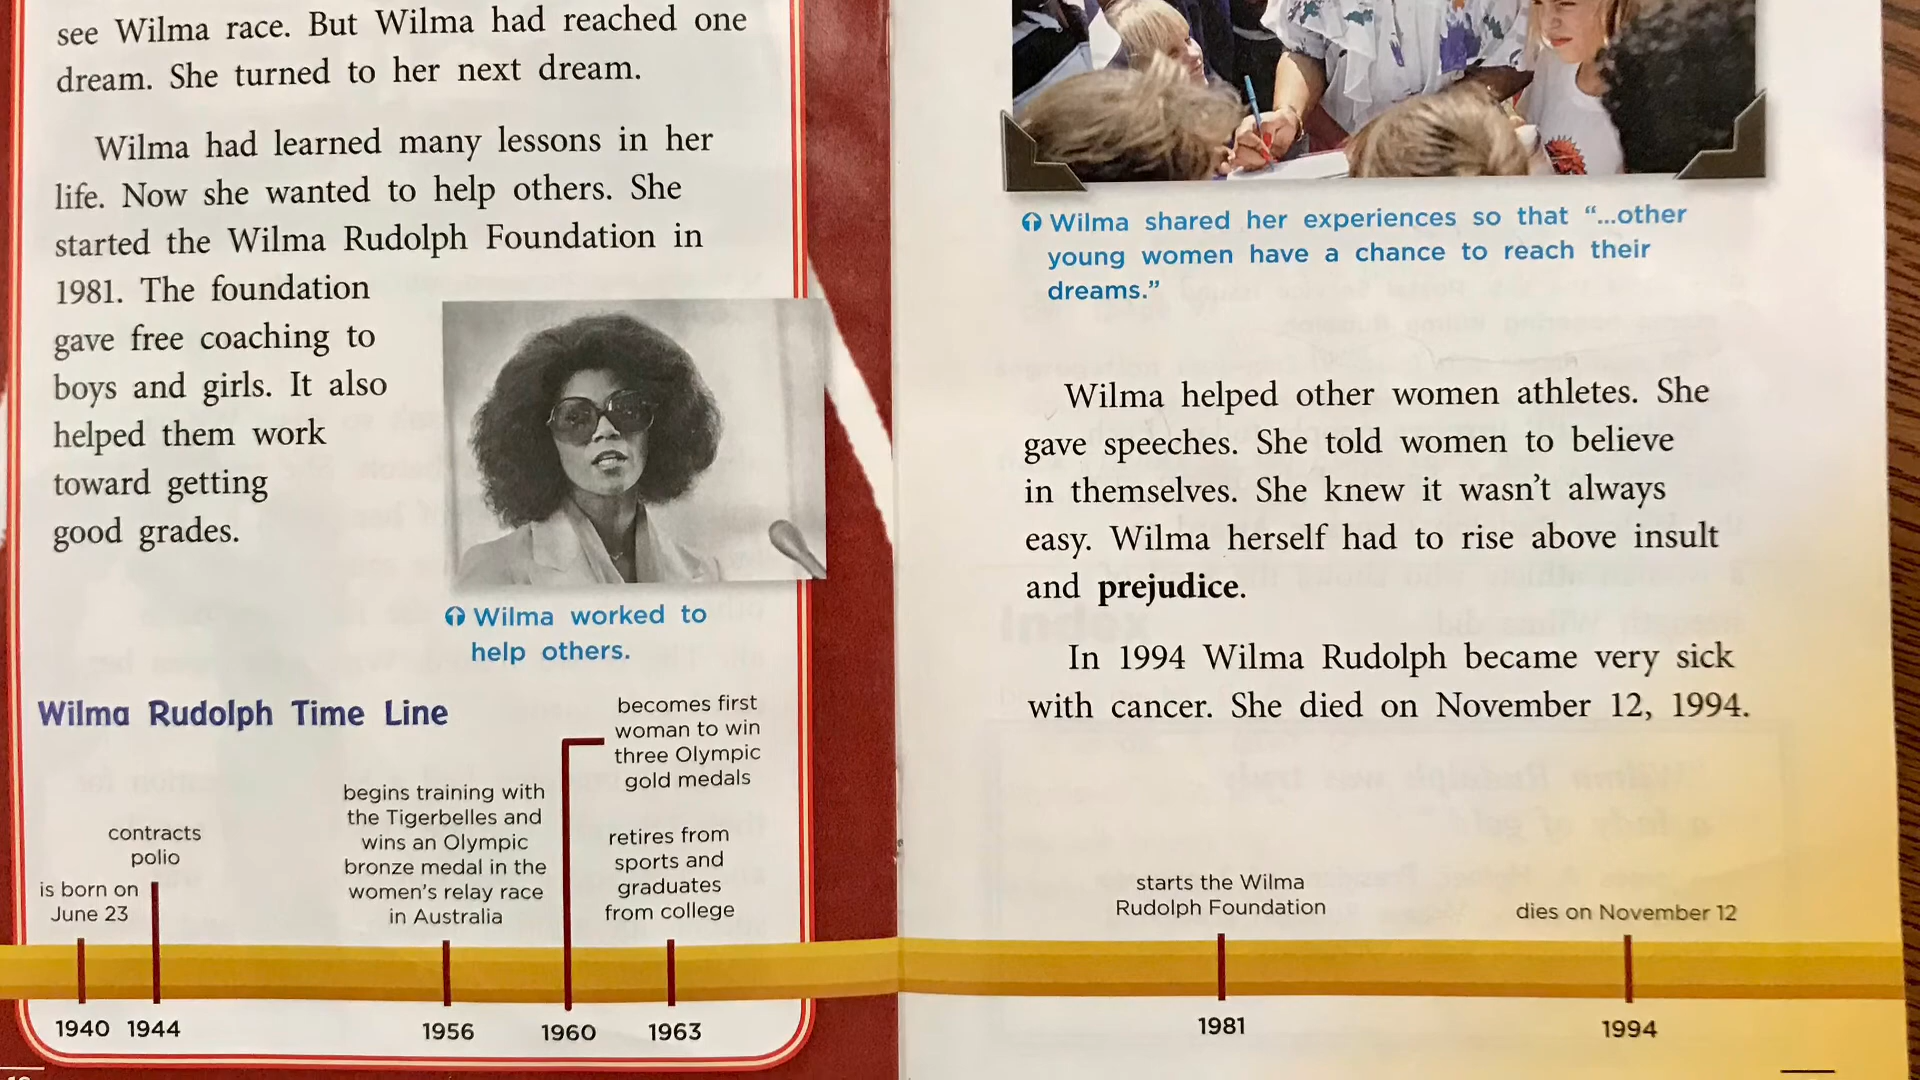 see Wilma race. But Wilma had reached one
dream. She turned to her next dream.
Wilma had learned many lessons in her
life. Now she wanted to help others. She
started the Wilma Rudolph Foundation in
1981. The foundation
gave free coaching to
boys and girls. It also
helped them work
toward getting
good grades.
Wilma worked to
help others.
Wilma Rudolph Time Line
is born on
June 23
contracts
polio
begins training with
the Tigerbelles and
wins an Olympic
bronze medal in the
women's relay race
in Australia
becomes first
woman to win
three Olympic
gold medals
retires from
sports and
graduates
from college
1940 1944 1956 1960 1963
Wilma shared her experiences so that “...other
young women have a chance to reach their
dreams.”
Wilma helped other women athletes. She
gave speeches. She told women to believe
in themselves. She knew it wasn't always
easy. Wilma herself had to rise above insult
and prejudice.
In 1994 Wilma Rudolph became very sick
with cancer. She died on November 12, 1994.
starts the Wilma
Rudolph Foundation
dies on November 12
1981 1994